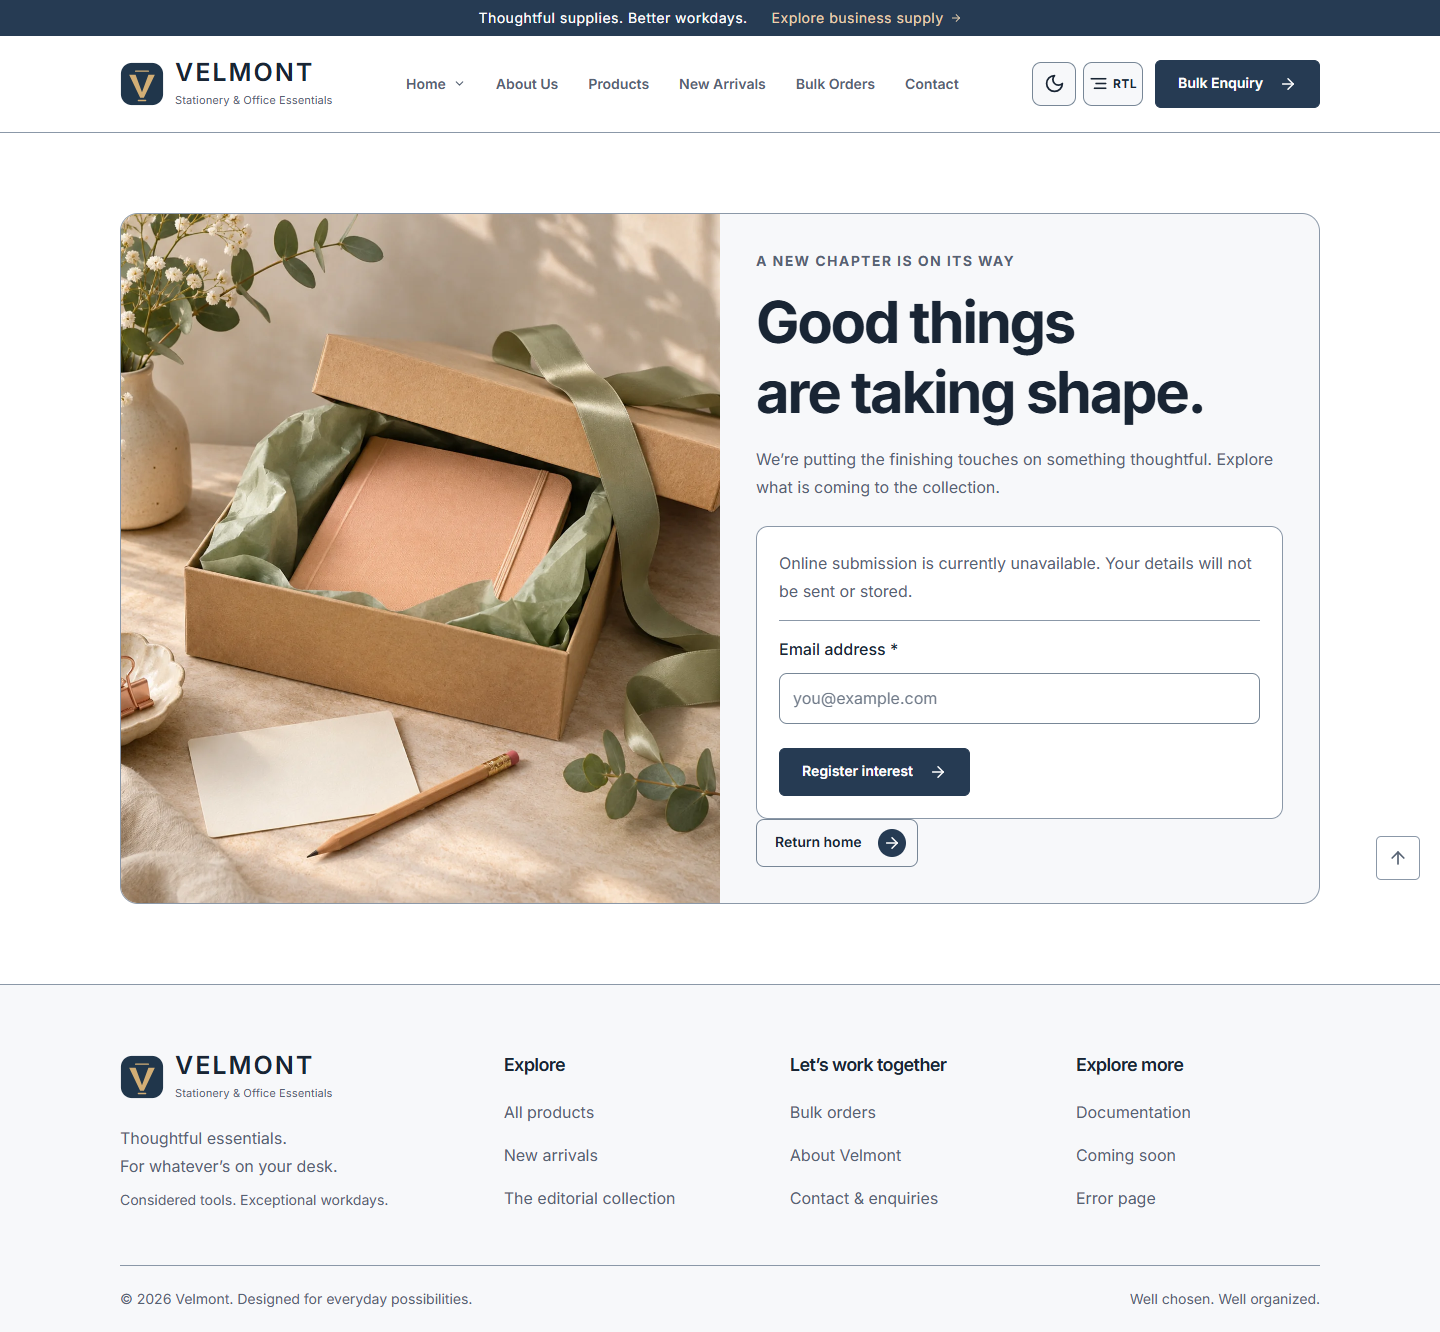 Thoughtful supplies. Better workdays. Explore business supply
VELMONT
Stationery & Office Essentials
Home
About Us
Products
New Arrivals
Bulk Orders
Contact
RTL
Bulk Enquiry
A NEW CHAPTER IS ON ITS WAY
Good things
are taking shape.
We’re putting the finishing touches on something thoughtful. Explore
what is coming to the collection.
Online submission is currently unavailable. Your details will not
be sent or stored.
Email address *
you@example.com
Register interest
Return home
VELMONT
Stationery & Office Essentials
Thoughtful essentials.
For whatever’s on your desk.
Considered tools. Exceptional workdays.
Explore
All products
New arrivals
The editorial collection
Let’s work together
Bulk orders
About Velmont
Contact & enquiries
Explore more
Documentation
Coming soon
Error page
© 2026 Velmont. Designed for everyday possibilities.
Well chosen. Well organized.